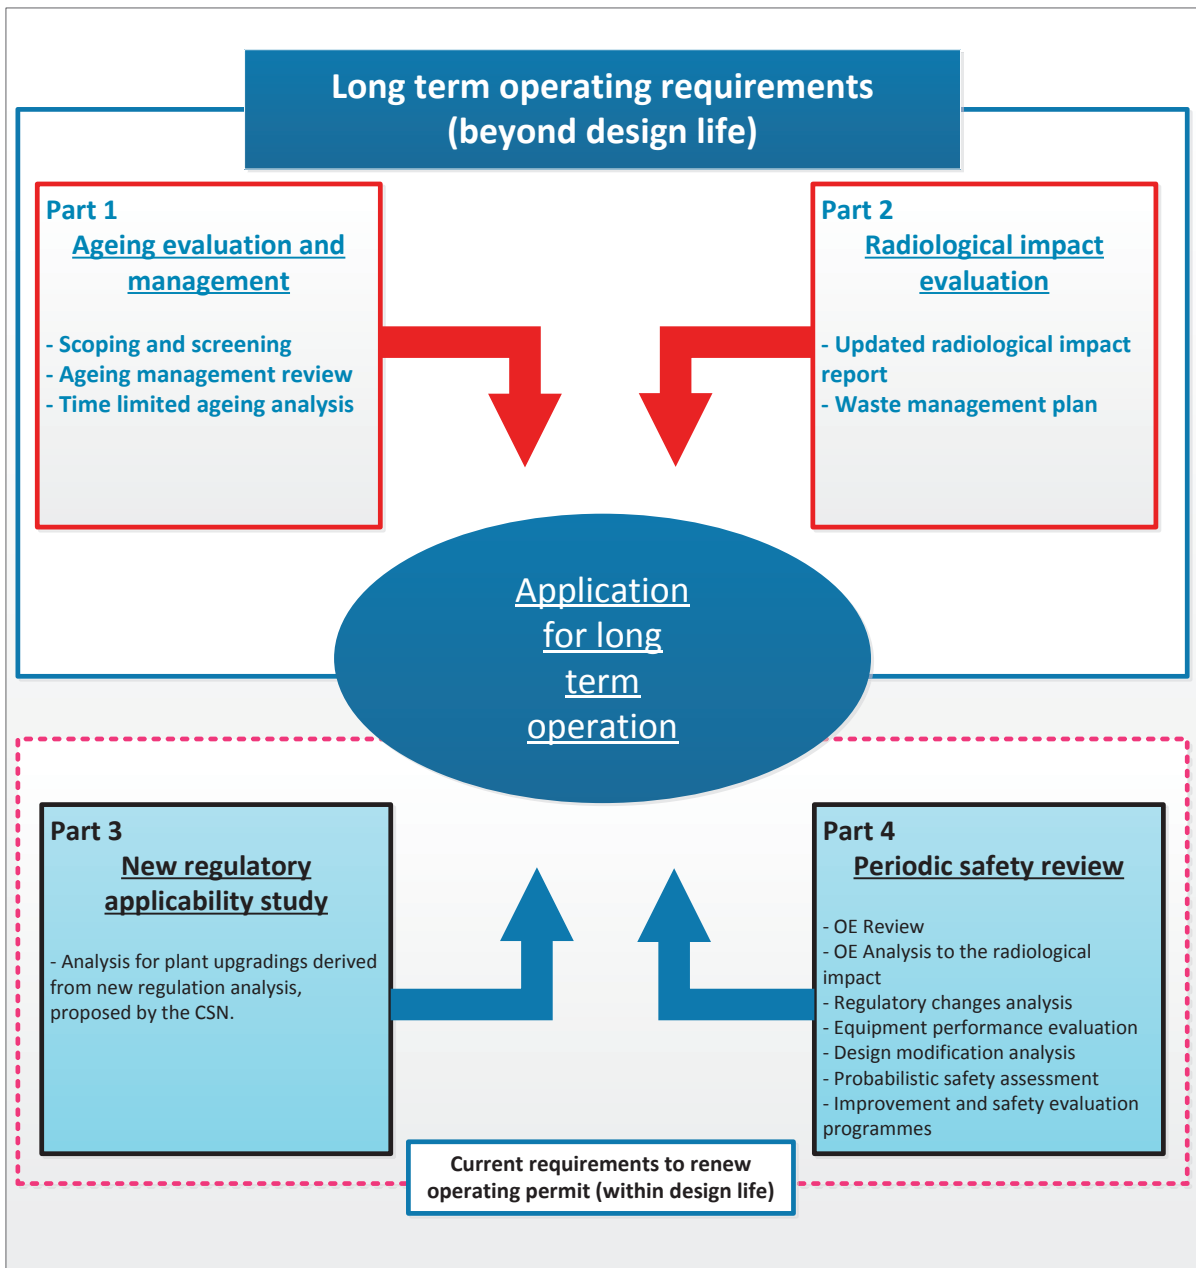 Long term operating requirements
(beyond design life)
Part 1
Ageing evaluation and
management
- Scoping and screening
- Ageing management review
- Time limited ageing analysis
Part 2
Radiological impact
evaluation
- Updated radiological impact
report
- Waste management plan
Application
for long
term
operation
Part 3
New regulatory
applicability study
- Analysis for plant upgradings derived
from new regulation analysis,
proposed by the CSN.
Part 4
Periodic safety review
- OE Review
- OE Analysis to the radiological
impact
- Regulatory changes analysis
- Equipment performance evaluation
- Design modification analysis
- Probabilistic safety assessment
- Improvement and safety evaluation
programmes
Current requirements to renew
operating permit (within design life)